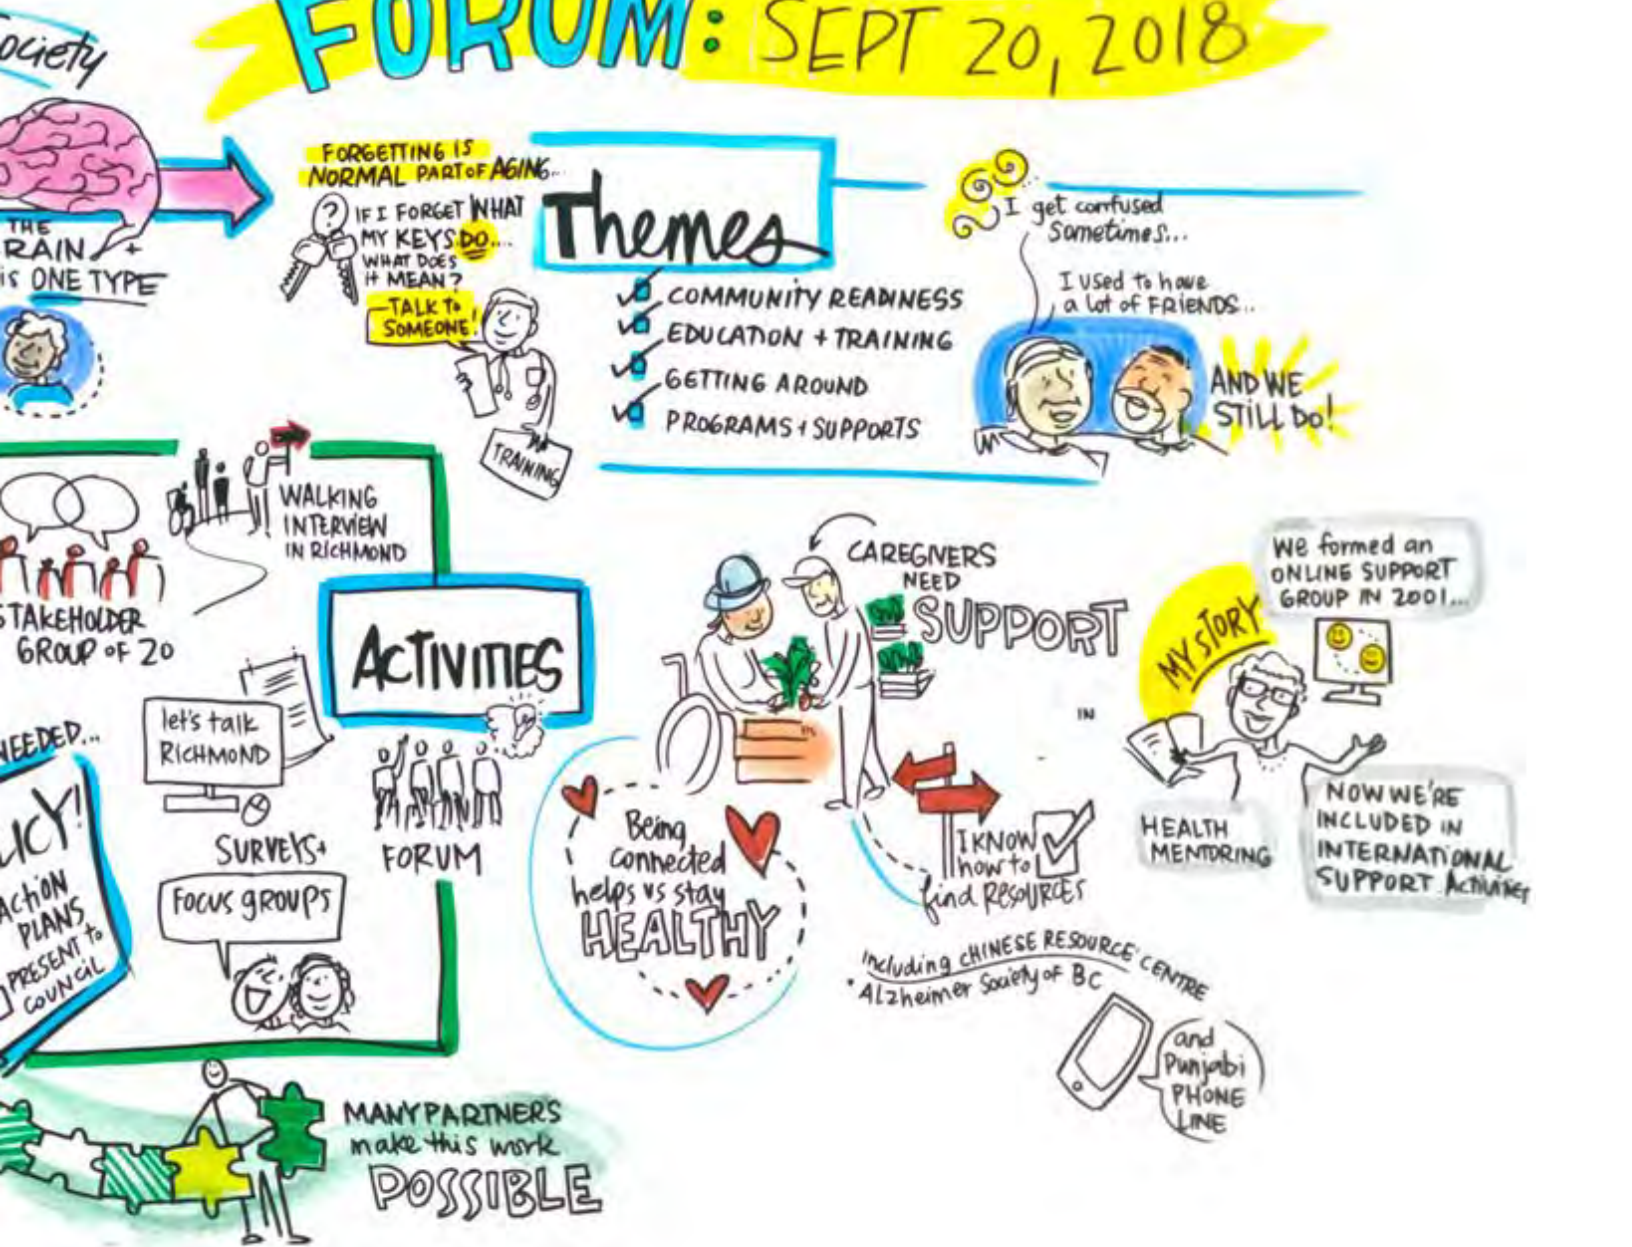 FORUM: SEPT 20, 2018
ociety
THE
RAIN
is ONE TYPE
FORGETTING IS
NORMAL PART OF AGING...
?
IF I FORGET WHAT
MY KEYS DO....
WHAT DOES
it MEAN?
TALK to
SOMEONE!
TRAINING
Themes
COMMUNITY READINESS
EDUCATION + TRAINING
GETTING AROUND
PROGRAMS + SUPPORTS
I get confused
Sometimes...
I used to have
a lot of FRiENDS...
AND WE
STiLL DO!
WALKING
INTERVIEW
IN RICHMOND
STAKEHOLDER
GROUP OF 20
ACTIVITIES
let's talk
RICHMOND
SURVEYS+
FOCUS GROUPS
FORUM
NEEDED...
LICY!
ACTION
PLANS,
PRESENT to
COUNCIL
MANY PARTNERS
make this work
POSSIBLE
CAREGIVERS
NEED
SUPPORT
IN
Being
connected
helps us stay
HEALTHY
I KNOW
how to
find RESOURCES
including CHINESE RESOURCE CENTRE
• Alzheimer Society of BC
and
Punjabi
PHONE
LINE
MY STORY
We formed an
ONLINE SUPPORT
GROUP IN 2001...
HEALTH
MENTORING
NOW WE'RE
INCLUDED IN
INTERNATIONAL
SUPPORT ACTIVITIES